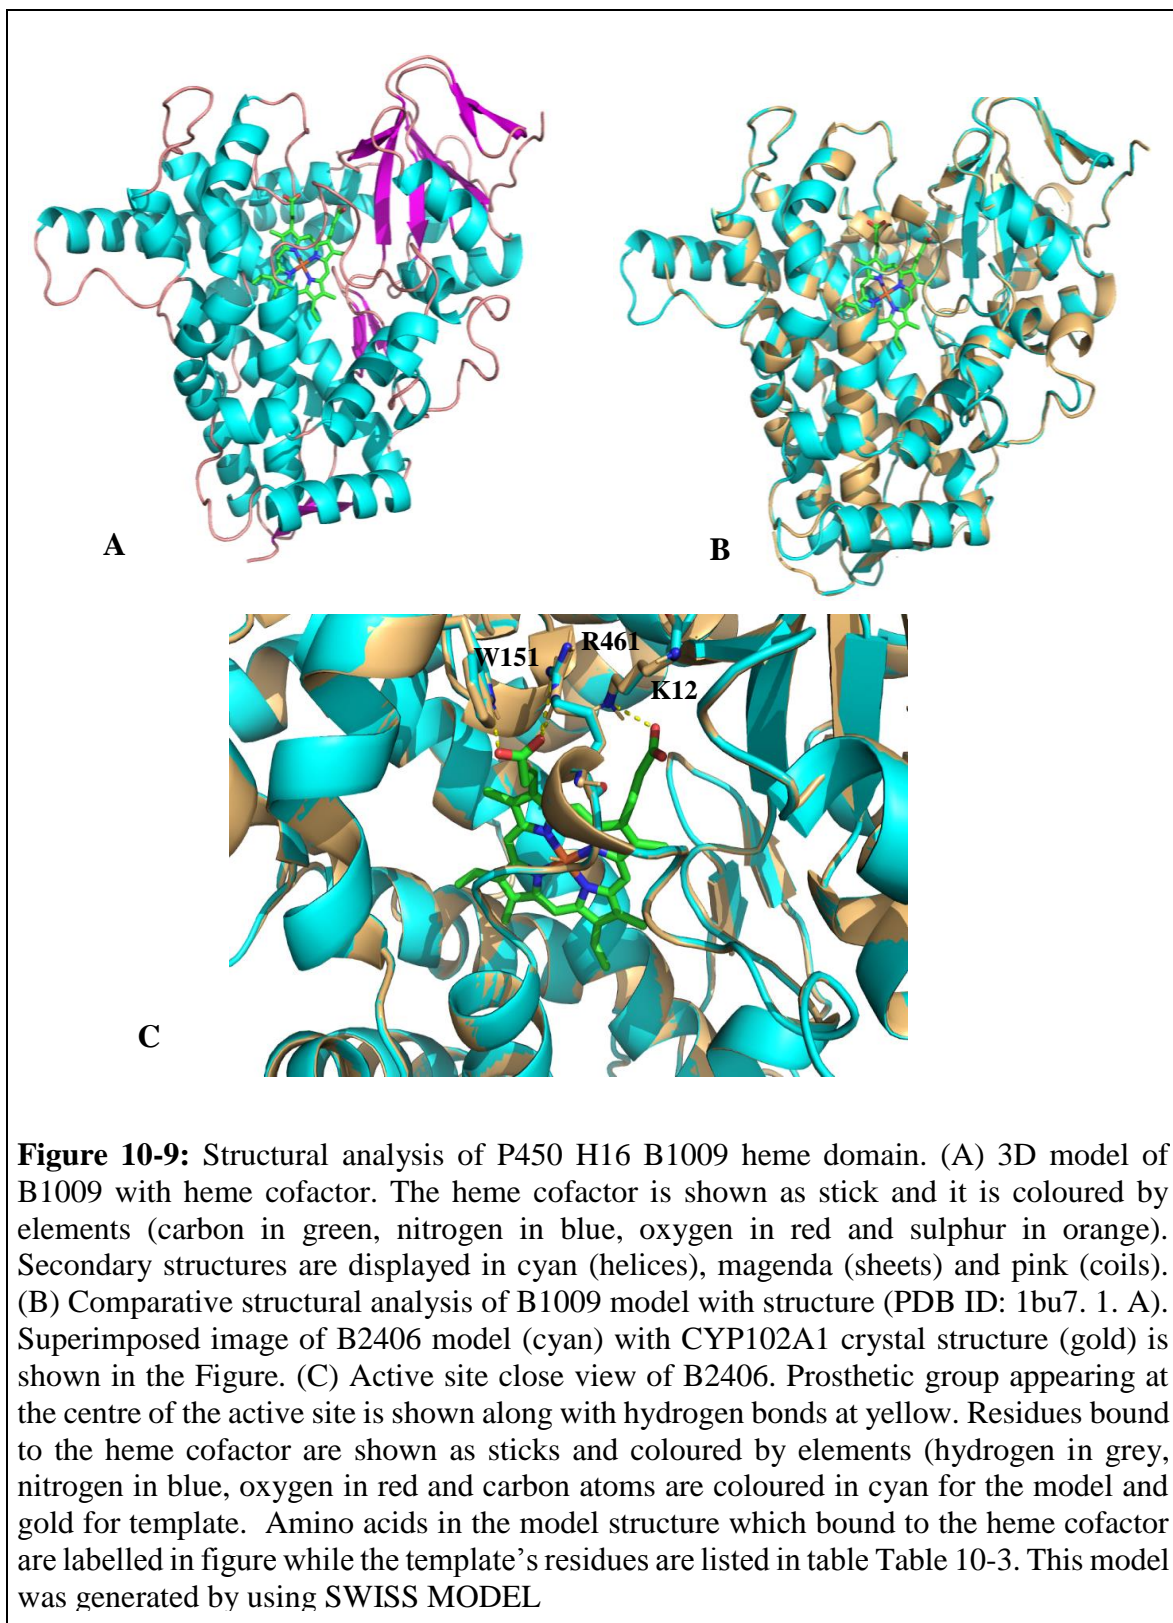 A
B
W151
R461
K12
C
Figure 10-9: Structural analysis of P450 H16 B1009 heme domain. (A) 3D model of
B1009 with heme cofactor. The heme cofactor is shown as stick and it is coloured by
elements (carbon in green, nitrogen in blue, oxygen in red and sulphur in orange).
Secondary structures are displayed in cyan (helices), magenda (sheets) and pink (coils).
(B) Comparative structural analysis of B1009 model with structure (PDB ID: 1bu7. 1. A).
Superimposed image of B2406 model (cyan) with CYP102A1 crystal structure (gold) is
shown in the Figure. (C) Active site close view of B2406. Prosthetic group appearing at
the centre of the active site is shown along with hydrogen bonds at yellow. Residues bound
to the heme cofactor are shown as sticks and coloured by elements (hydrogen in grey,
nitrogen in blue, oxygen in red and carbon atoms are coloured in cyan for the model and
gold for template. Amino acids in the model structure which bound to the heme cofactor
are labelled in figure while the template's residues are listed in table Table 10-3. This model
was generated by using SWISS MODEL